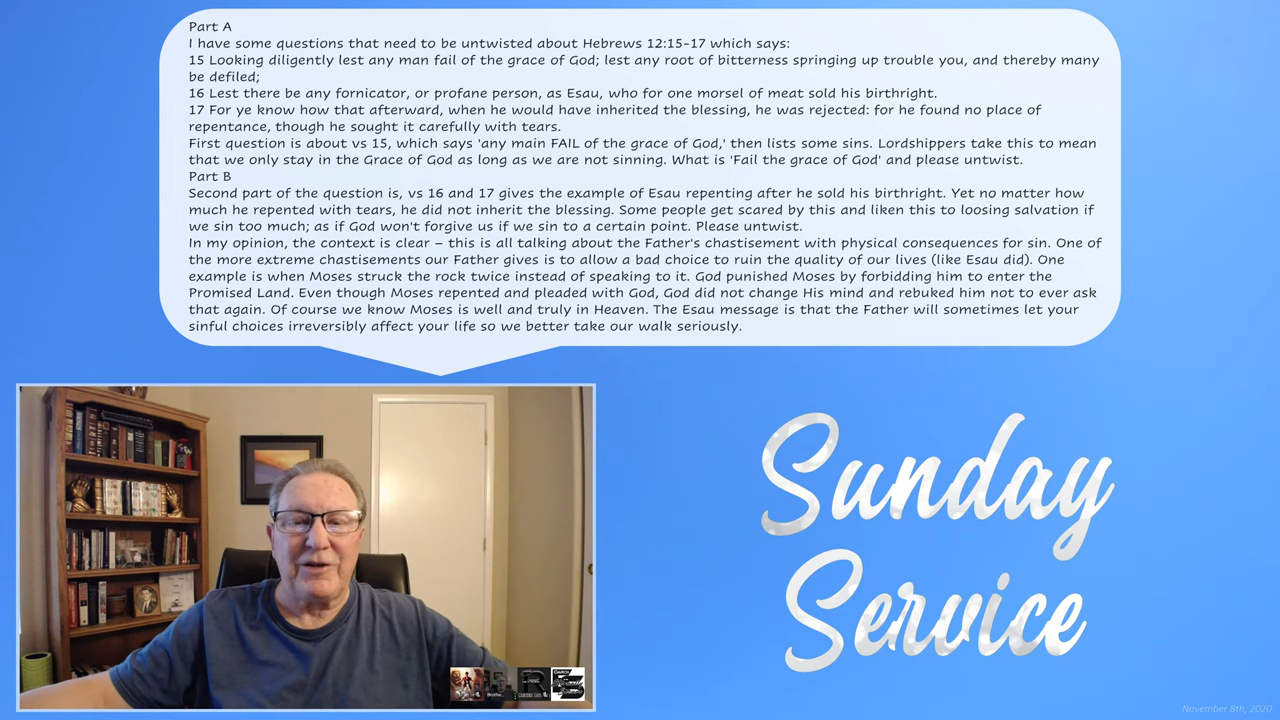 Part A
I have some questions that need to be untwisted about Hebrews 12:15-17 which says:
15 Looking diligently lest any man fail of the grace of God; lest any root of bitterness springing up trouble you, and thereby many
be defiled;
16 Lest there be any fornicator, or profane person, as Esau, who for one morsel of meat sold his birthright.
17 For ye know how that afterward, when he would have inherited the blessing, he was rejected: for he found no place of
repentance, though he sought it carefully with tears.
First question is about vs 15, which says 'any main FAIL of the grace of God,' then lists some sins. Lordshippers take this to mean
that we only stay in the Grace of God as long as we are not sinning. What is 'Fail the grace of God' and please untwist.
Part B
Second part of the question is, vs 16 and 17 gives the example of Esau repenting after he sold his birthright. Yet no matter how
much he repented with tears, he did not inherit the blessing. Some people get scared by this and liken this to loosing salvation if
we sin too much; as if God won't forgive us if we sin to a certain point. Please untwist.
In my opinion, the context is clear – this is all talking about the Father's chastisement with physical consequences for sin. One of
the more extreme chastisements our Father gives is to allow a bad choice to ruin the quality of our lives (like Esau did). One
example is when Moses struck the rock twice instead of speaking to it. God punished Moses by forbidding him to enter the
Promised Land. Even though Moses repented and pleaded with God, God did not change His mind and rebuked him not to ever ask
that again. Of course we know Moses is well and truly in Heaven. The Esau message is that the Father will sometimes let your
sinful choices irreversibly affect your life so we better take our walk seriously.
Sunday
Service
November 8th, 2020